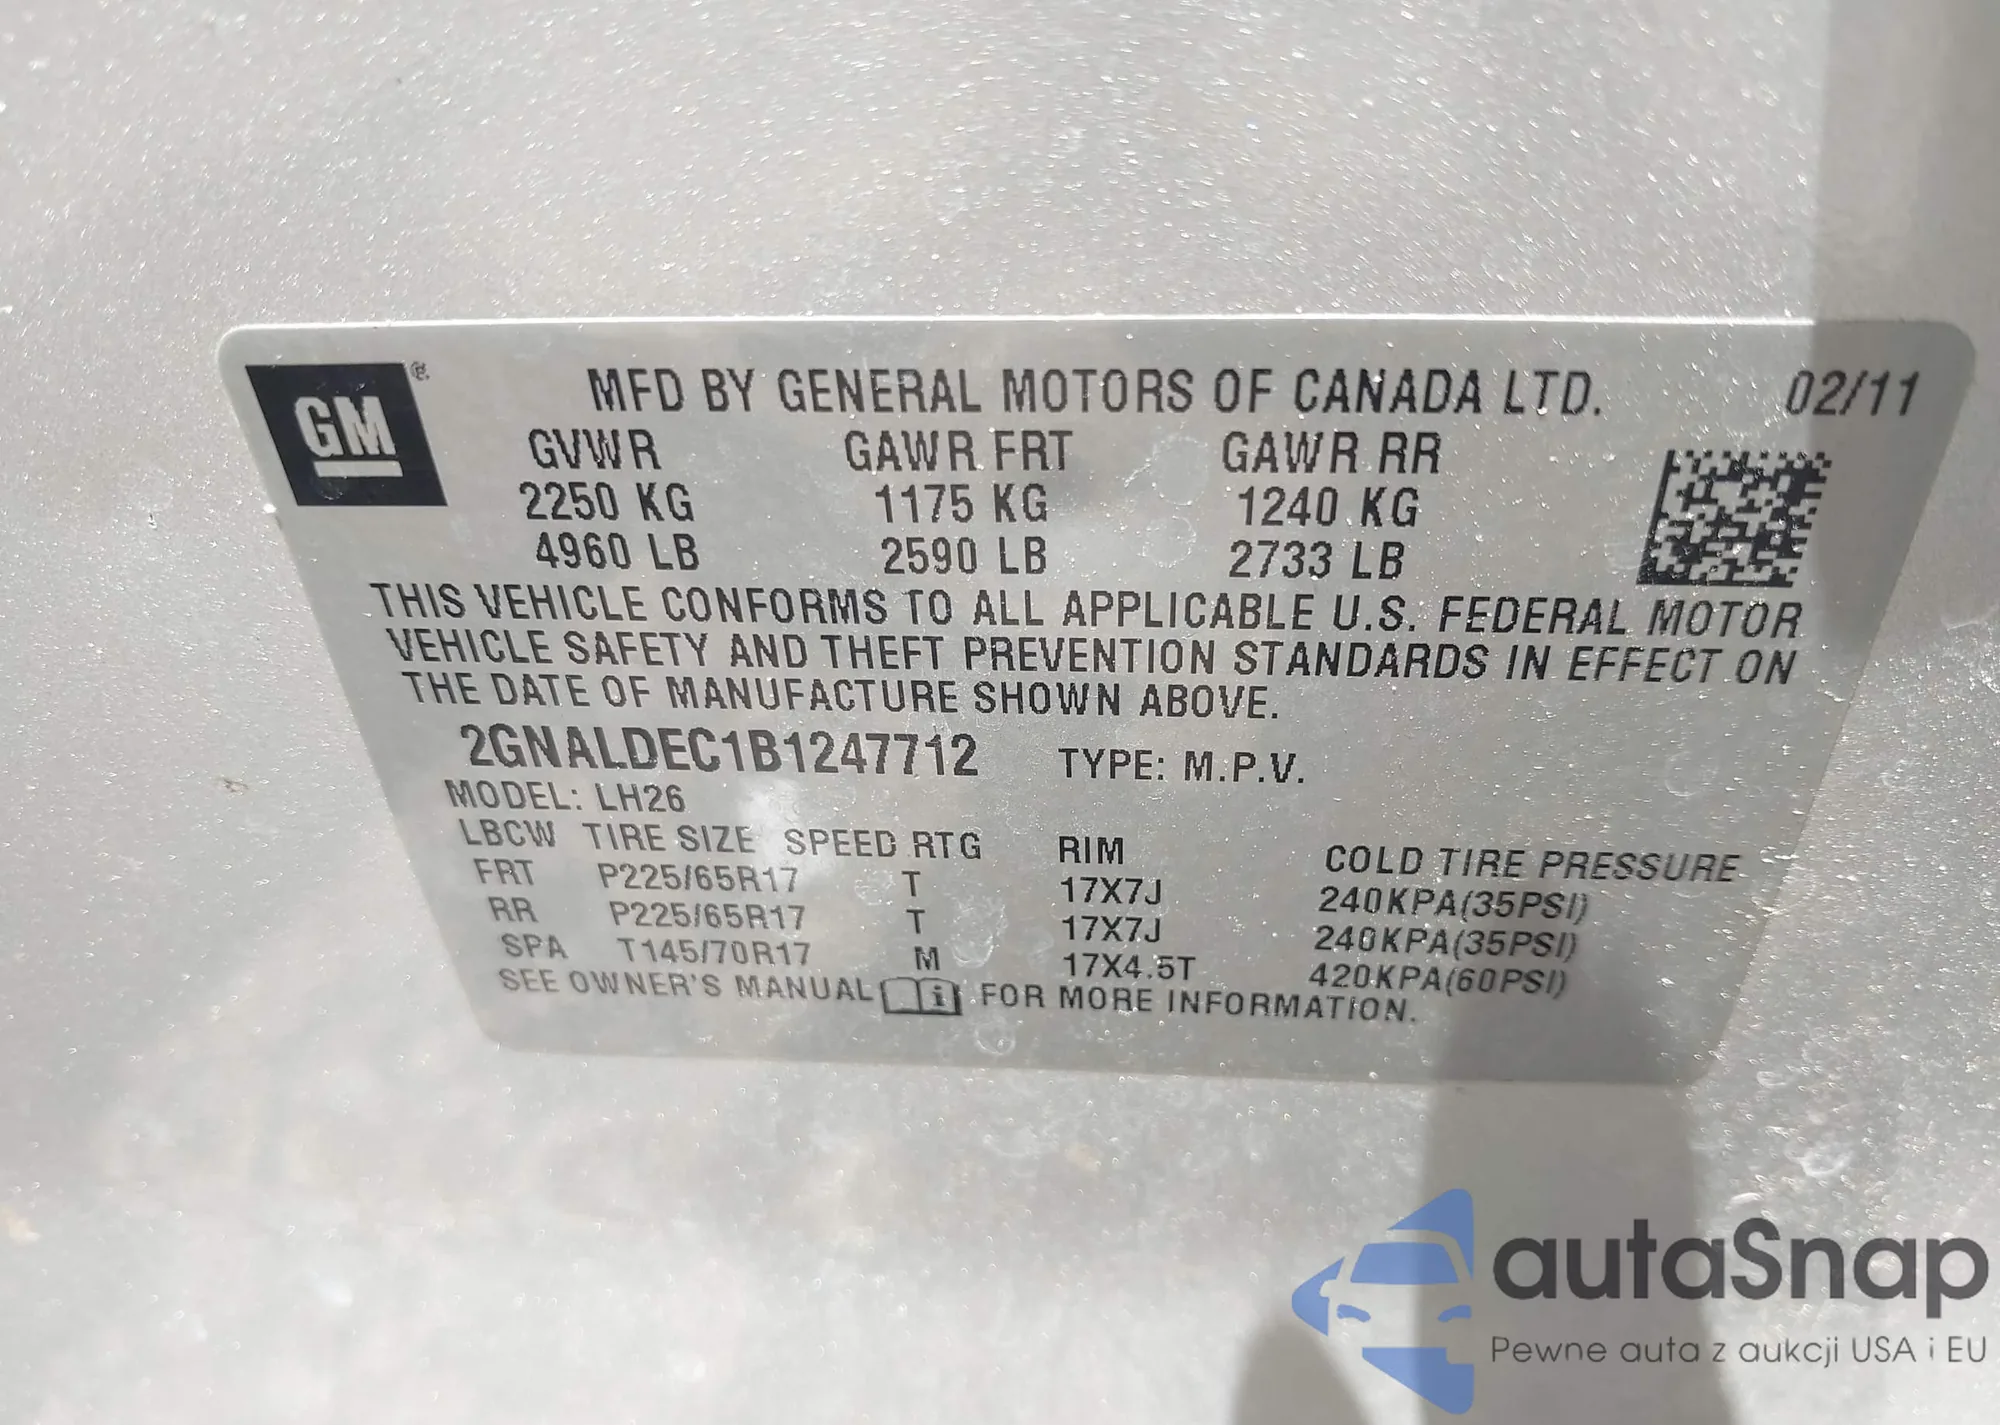 GM®
MFD BY GENERAL MOTORS OF CANADA LTD. 02/11
GVWR GAWR FRT GAWR RR
2250 KG 1175 KG 1240 KG
4960 LB 2590 LB 2733 LB
THIS VEHICLE CONFORMS TO ALL APPLICABLE U.S. FEDERAL MOTOR
VEHICLE SAFETY AND THEFT PREVENTION STANDARDS IN EFFECT ON
THE DATE OF MANUFACTURE SHOWN ABOVE.
2GNALDEC1B1247712 TYPE: M.P.V.
MODEL: LH26
LBCW TIRE SIZE SPEED RTG RIM COLD TIRE PRESSURE
FRT P225/65R17 T 17X7J 240KPA(35PSI)
RR P225/65R17 T 17X7J 240KPA(35PSI)
SPA T145/70R17 M 17X4.5T 420KPA(60PSI)
SEE OWNER'S MANUAL i FOR MORE INFORMATION.
autaSnap
Pewne auta z aukcji USA i EU